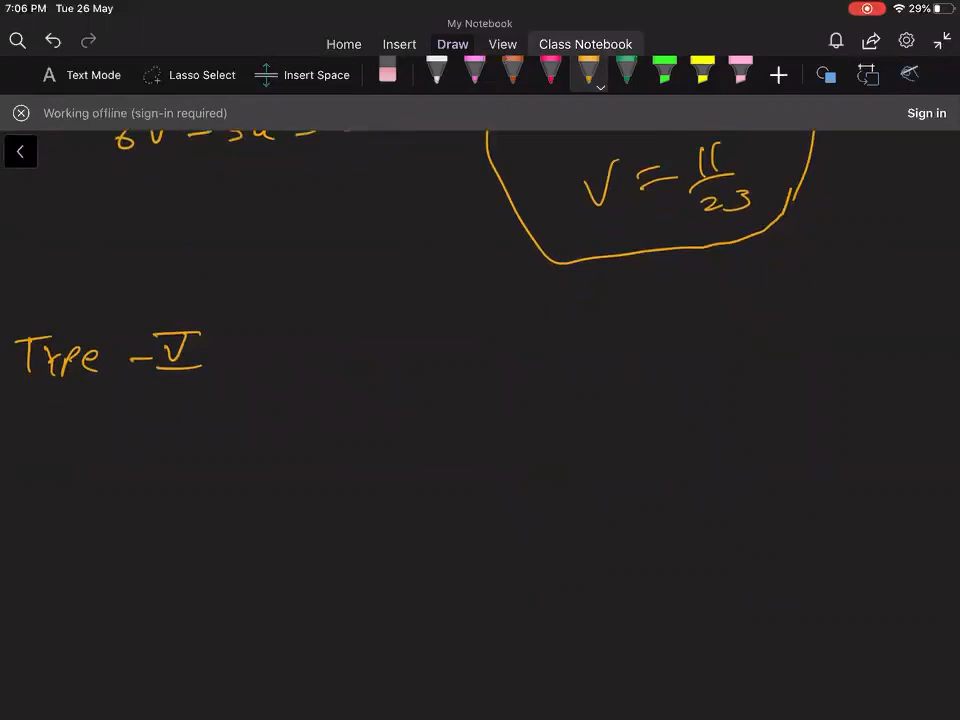 7:06 PM Tue 26 May
29%
My Notebook
Home Insert Draw View Class Notebook
Text Mode Lasso Select Insert Space
Working offline (sign-in required) Sign in
V = 11/23
Type - V